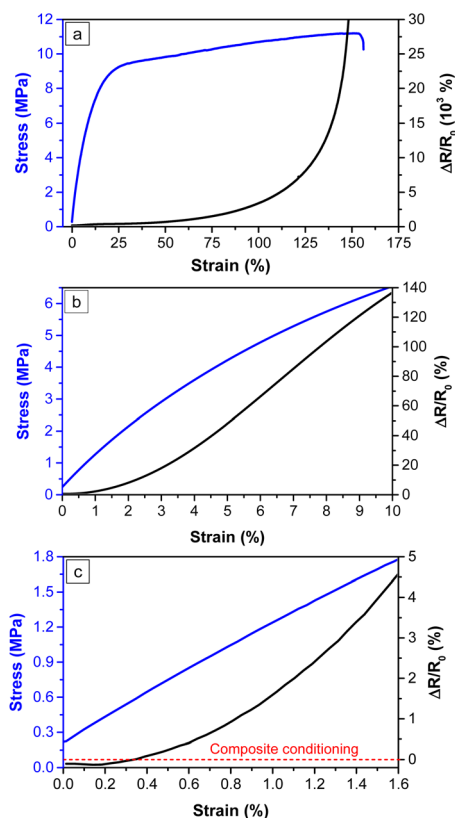 a
12
10
8
6
4
2
0
Stress (MPa)
30
25
20
15
10
5
0
ΔR/R0 (10³ %)
0 25 50 75 100 125 150 175
Strain (%)
b
6
5
4
3
2
1
0
Stress (MPa)
140
120
100
80
60
40
20
0
ΔR/R0 (%)
0 1 2 3 4 5 6 7 8 9 10
Strain (%)
c
1.8
1.5
1.2
0.9
0.6
0.3
0.0
Stress (MPa)
5
4
3
2
1
0
ΔR/R0 (%)
Composite conditioning
0.0 0.2 0.4 0.6 0.8 1.0 1.2 1.4 1.6
Strain (%)